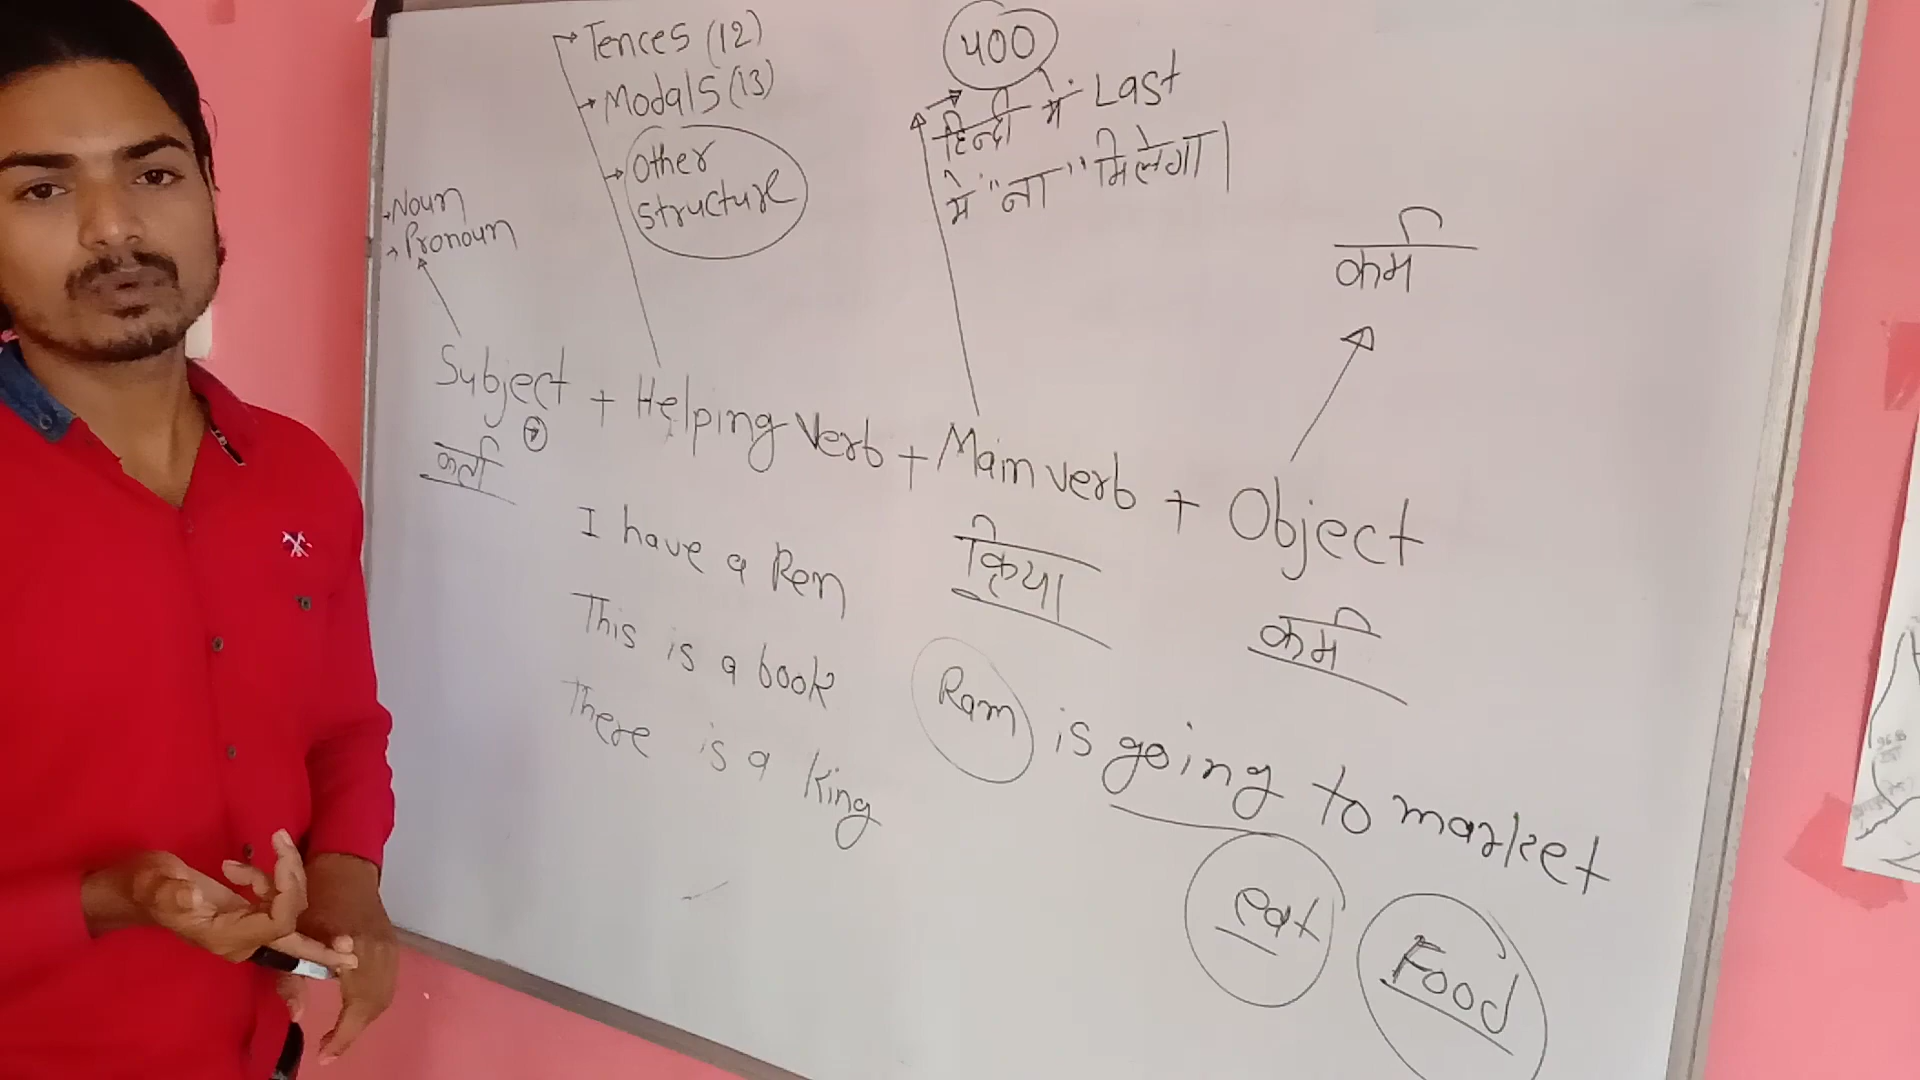 Tences (12)
Modals (13)
Other
Structure
400
हिन्दी में Last
में "ना" मिलेगा।
Noun
Pronoun
कर्म
Subject + Helping Verb + Main verb + Object
कर्ता
क्रिया
कर्म
I have a Pen
This is a book
There is a King
Ram is going to market
eat
Food